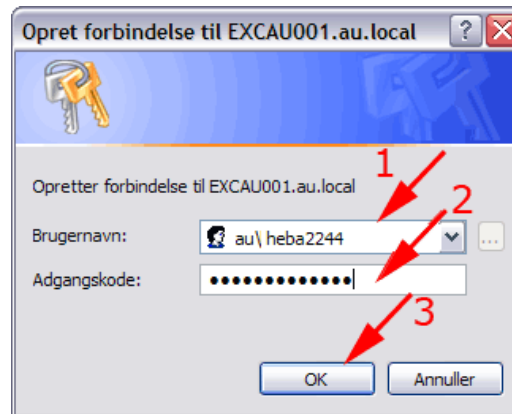 Opret forbindelse til EXCAU001.au.local
1
Opretter forbindelse til EXCAU001.au.local
2
Brugernavn: au\ heba2244 ...
Adgangskode: •••••••••••••
3
OK Annuller